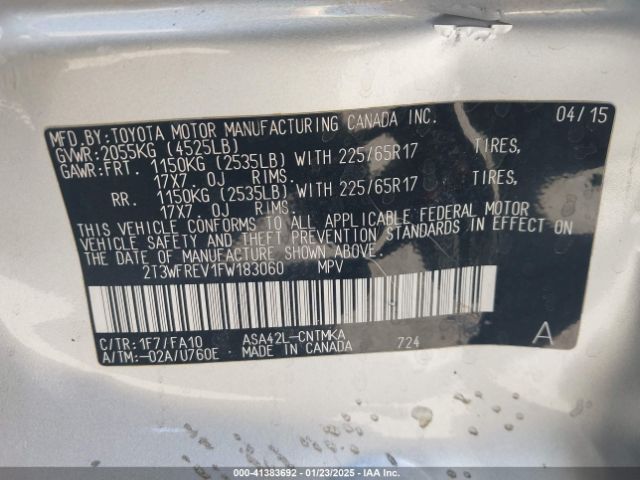 MFD.BY:TOYOTA MOTOR MANUFACTURING CANADA INC. 04/15
GVWR:2055KG (4525LB)
GAWR:FRT. 1150KG (2535LB) WITH 225/65R17 TIRES,
17X7.0J RIMS.
RR. 1150KG (2535LB) WITH 225/65R17 TIRES,
17X7.0J RIMS.
THIS VEHICLE CONFORMS TO ALL APPLICABLE FEDERAL MOTOR
VEHICLE SAFETY AND THEFT PREVENTION STANDARDS IN EFFECT ON
THE DATE OF MANUFACTURE SHOWN ABOVE.
2T3WFREV1FW183060 MPV
C/TR:1F7/FA10 ASA42L-CNTMKA 724 A
A/TM:-02A/U760E MADE IN CANADA
000-41383692 | 01/23/2025 | IAAI.com